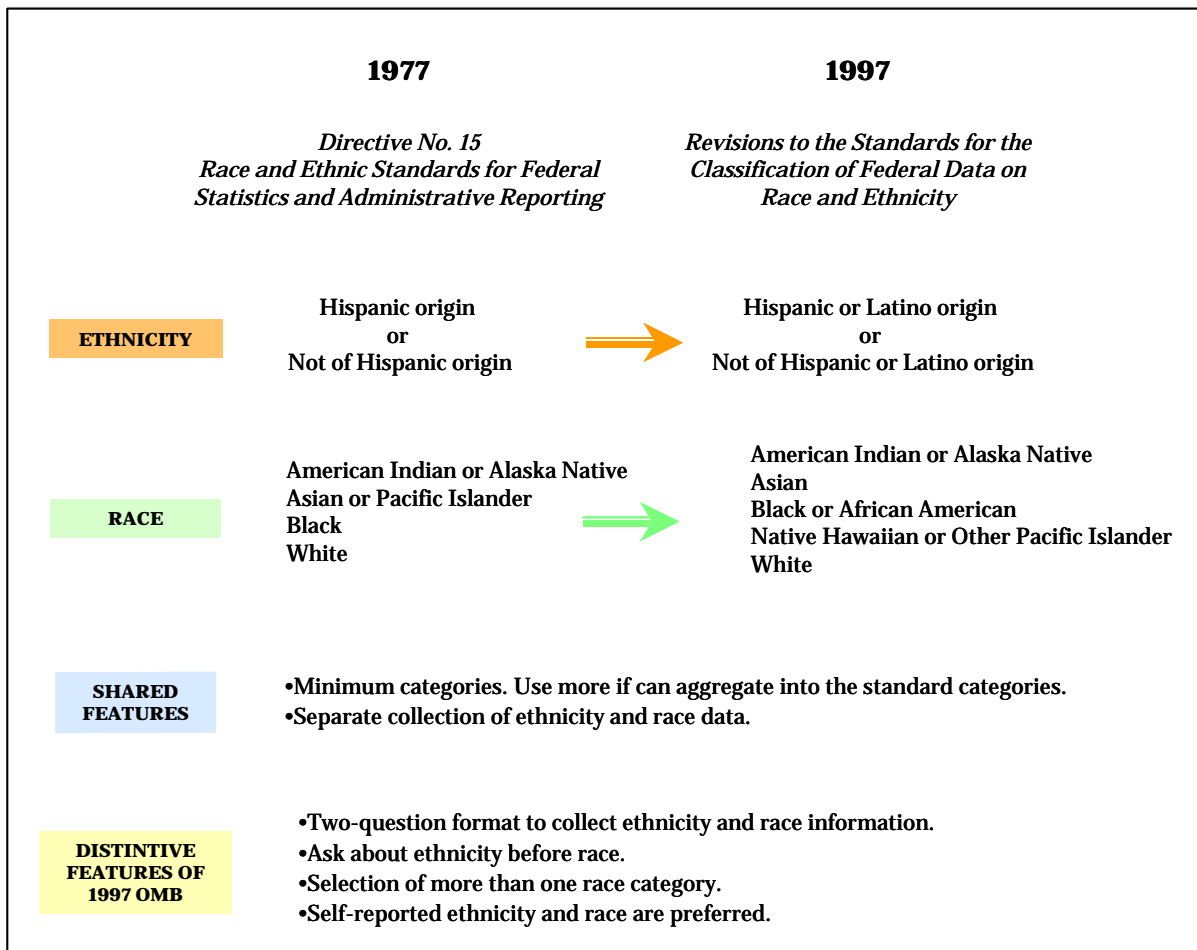 1977
1997
Directive No. 15
Race and Ethnic Standards for Federal
Statistics and Administrative Reporting
Revisions to the Standards for the
Classification of Federal Data on
Race and Ethnicity
ETHNICITY
Hispanic origin
or
Not of Hispanic origin
Hispanic or Latino origin
or
Not of Hispanic or Latino origin
RACE
American Indian or Alaska Native
Asian or Pacific Islander
Black
White
American Indian or Alaska Native
Asian
Black or African American
Native Hawaiian or Other Pacific Islander
White
SHARED
FEATURES
•Minimum categories. Use more if can aggregate into the standard categories.
•Separate collection of ethnicity and race data.
DISTINTIVE
FEATURES OF
1997 OMB
•Two-question format to collect ethnicity and race information.
•Ask about ethnicity before race.
•Selection of more than one race category.
•Self-reported ethnicity and race are preferred.